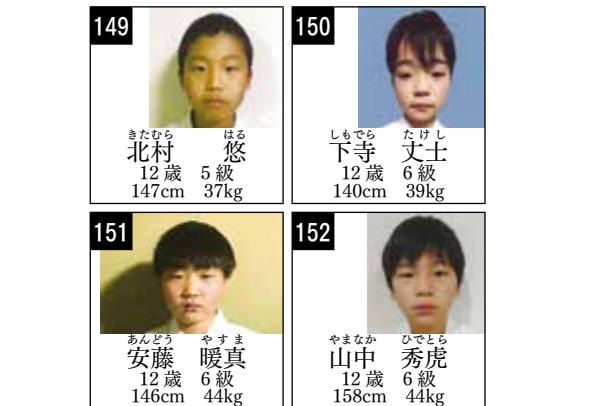 149
きたむら はる
北村 悠
12歳 5級
147cm 37kg
150
しもでら たけし
下寺 丈士
12歳 6級
140cm 39kg
151
あんどう やすま
安藤 暖真
12歳 6級
146cm 44kg
152
やまなか ひでとら
山中 秀虎
12歳 6級
158cm 44kg